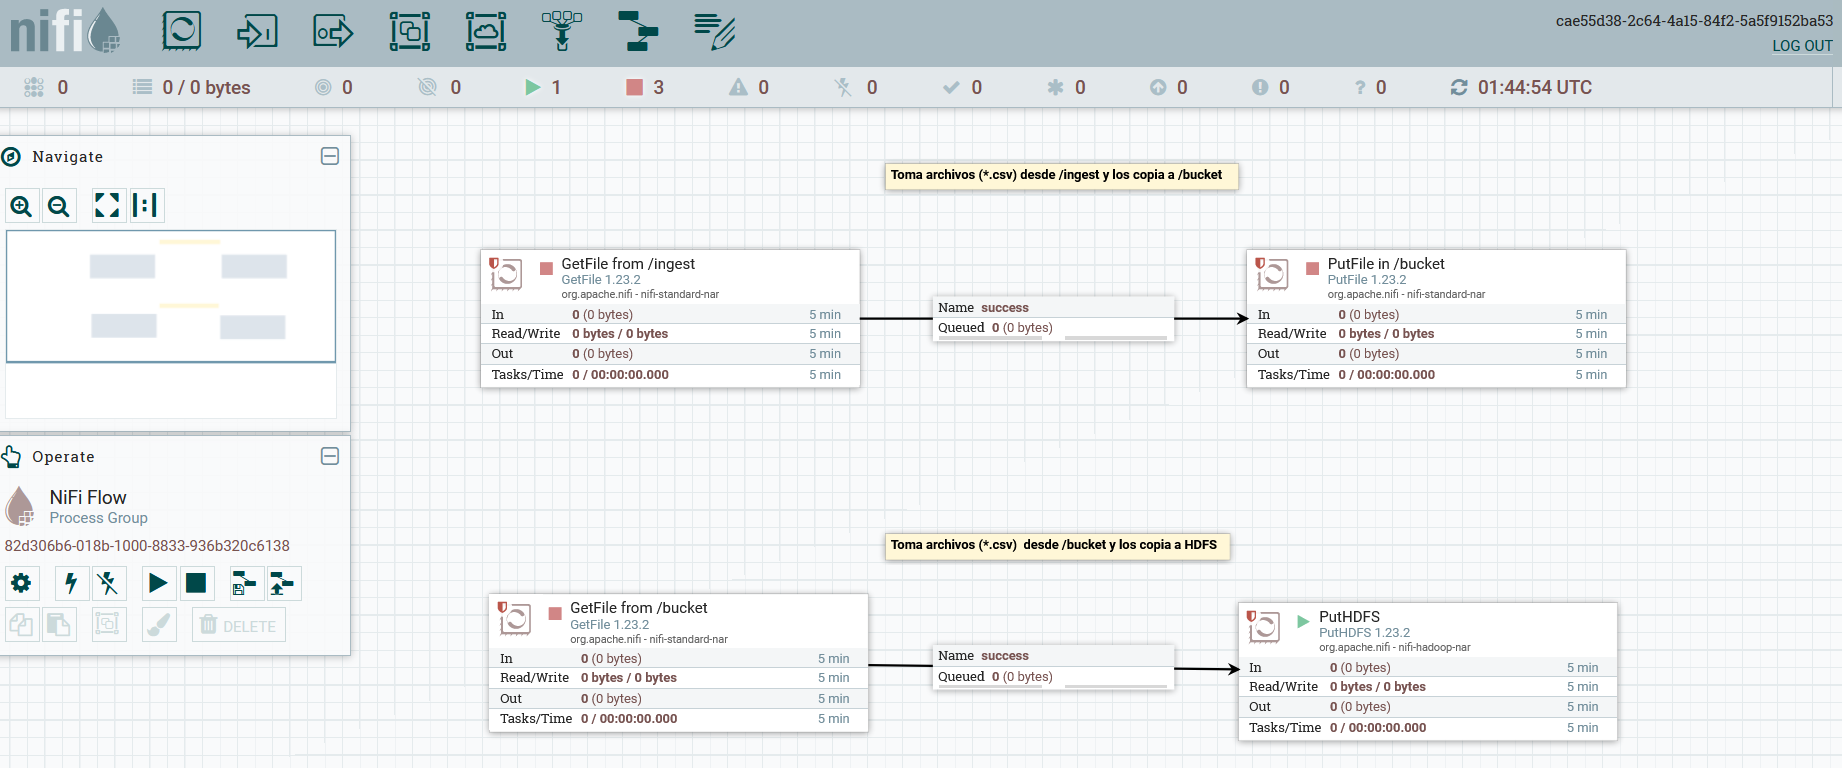 nifi
cae55d38-2c64-4a15-84f2-5a5f9152ba53
LOG OUT
0
0 / 0 bytes
0
0
1
3
0
0
0
0
0
0
? 0
01:44:54 UTC
Navigate
Operate
NiFi Flow
Process Group
82d306b6-018b-1000-8833-936b320c6138
DELETE
Toma archivos (*.csv) desde /ingest y los copia a /bucket
GetFile from /ingest
GetFile 1.23.2
org.apache.nifi - nifi-standard-nar
In 0 (0 bytes) 5 min
Read/Write 0 bytes / 0 bytes 5 min
Out 0 (0 bytes) 5 min
Tasks/Time 0 / 00:00:00.000 5 min
Name success
Queued 0 (0 bytes)
PutFile in /bucket
PutFile 1.23.2
org.apache.nifi - nifi-standard-nar
In 0 (0 bytes) 5 min
Read/Write 0 bytes / 0 bytes 5 min
Out 0 (0 bytes) 5 min
Tasks/Time 0 / 00:00:00.000 5 min
Toma archivos (*.csv) desde /bucket y los copia a HDFS
GetFile from /bucket
GetFile 1.23.2
org.apache.nifi - nifi-standard-nar
In 0 (0 bytes) 5 min
Read/Write 0 bytes / 0 bytes 5 min
Out 0 (0 bytes) 5 min
Tasks/Time 0 / 00:00:00.000 5 min
Name success
Queued 0 (0 bytes)
PutHDFS
PutHDFS 1.23.2
org.apache.nifi - nifi-hadoop-nar
In 0 (0 bytes) 5 min
Read/Write 0 bytes / 0 bytes 5 min
Out 0 (0 bytes) 5 min
Tasks/Time 0 / 00:00:00.000 5 min